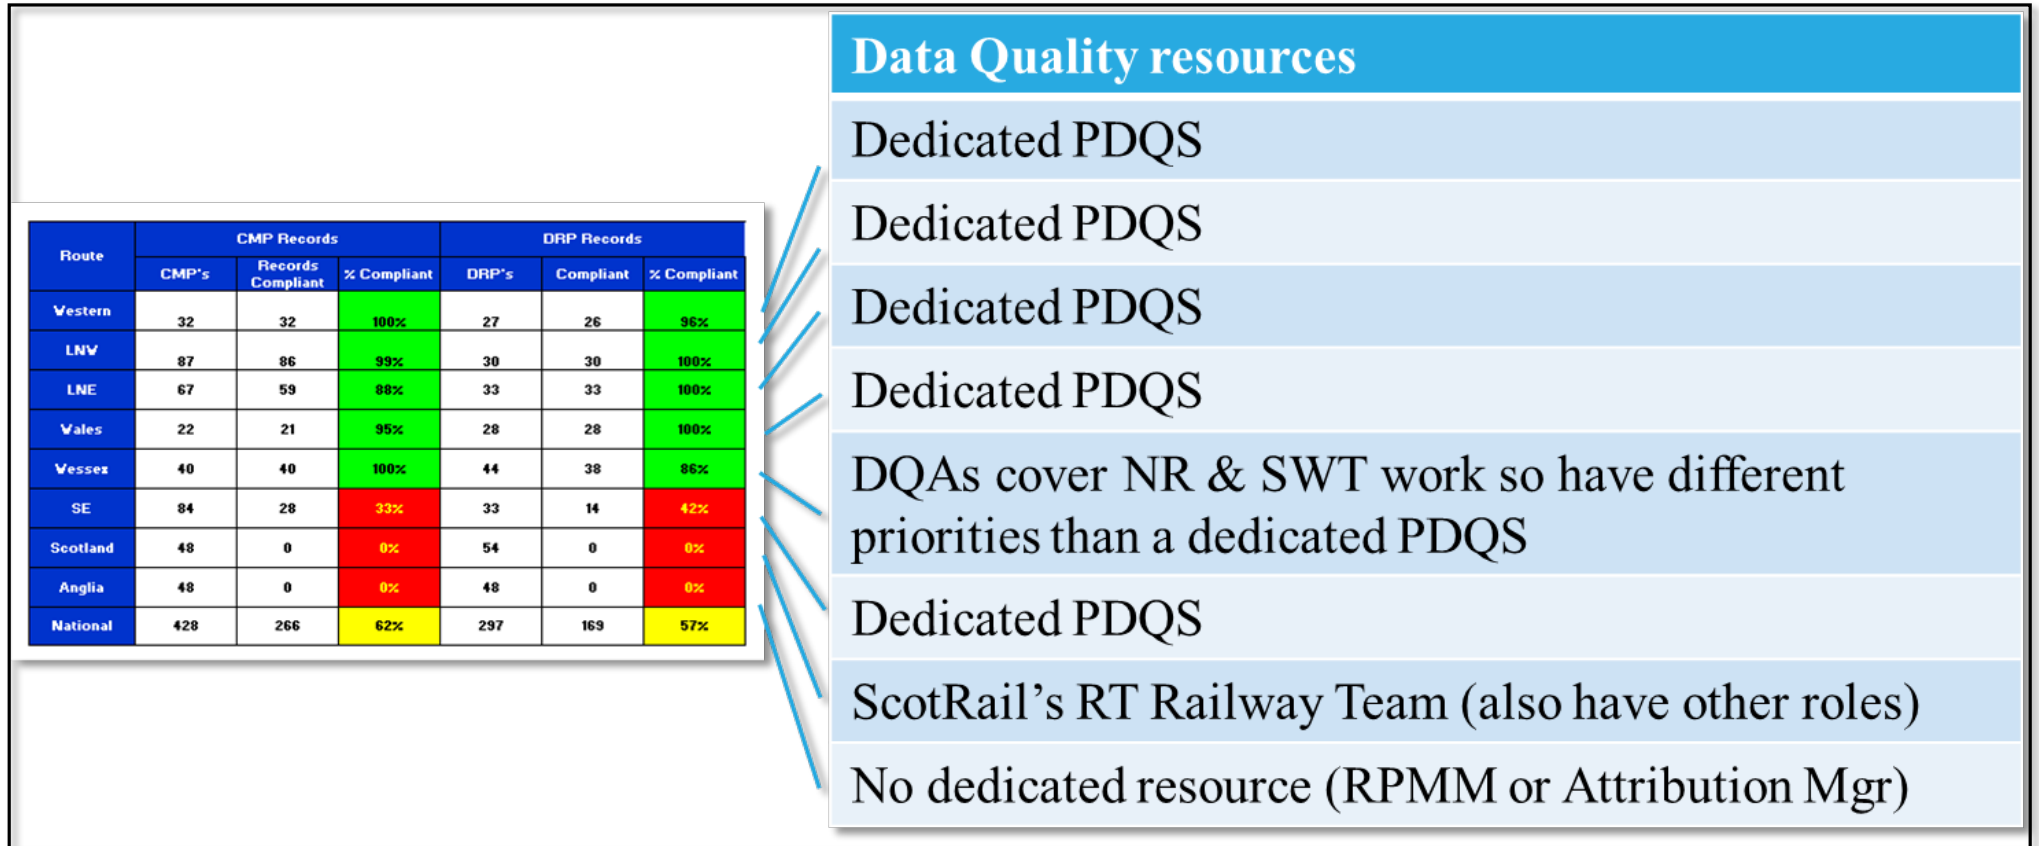 Route CMP Records DRP Records
CMP's Records Compliant % Compliant DRP's Compliant % Compliant
Western 32 32 100% 27 26 96%
LNW 87 86 99% 30 30 100%
LNE 67 59 88% 33 33 100%
Wales 22 21 95% 28 28 100%
Wessex 40 40 100% 44 38 86%
SE 84 28 33% 33 14 42%
Scotland 48 0 0% 54 0 0%
Anglia 48 0 0% 48 0 0%
National 428 266 62% 297 169 57%
Data Quality resources
Dedicated PDQS
Dedicated PDQS
Dedicated PDQS
Dedicated PDQS
DQAs cover NR & SWT work so have different
priorities than a dedicated PDQS
Dedicated PDQS
ScotRail’s RT Railway Team (also have other roles)
No dedicated resource (RPMM or Attribution Mgr)